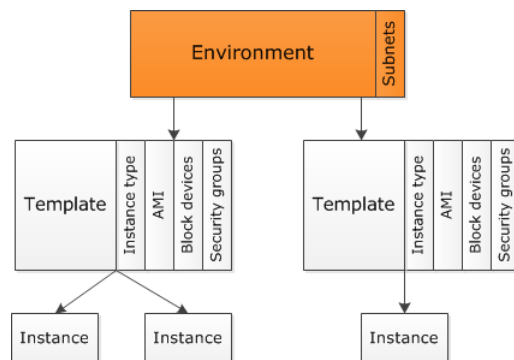 Environment
Subnets
Template
Instance type
AMI
Block devices
Security groups
Template
Instance type
AMI
Block devices
Security groups
Instance
Instance
Instance